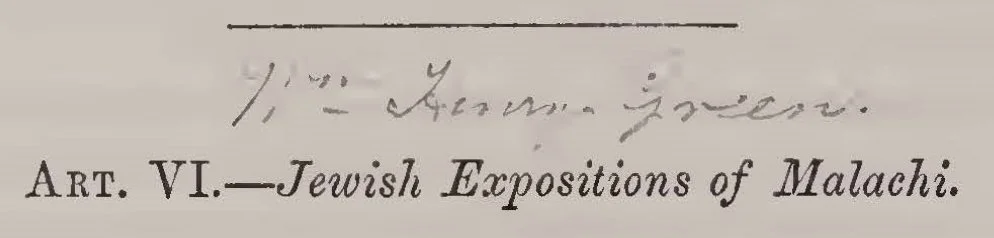 Wm Henry Green.
ART. VI.—Jewish Expositions of Malachi.